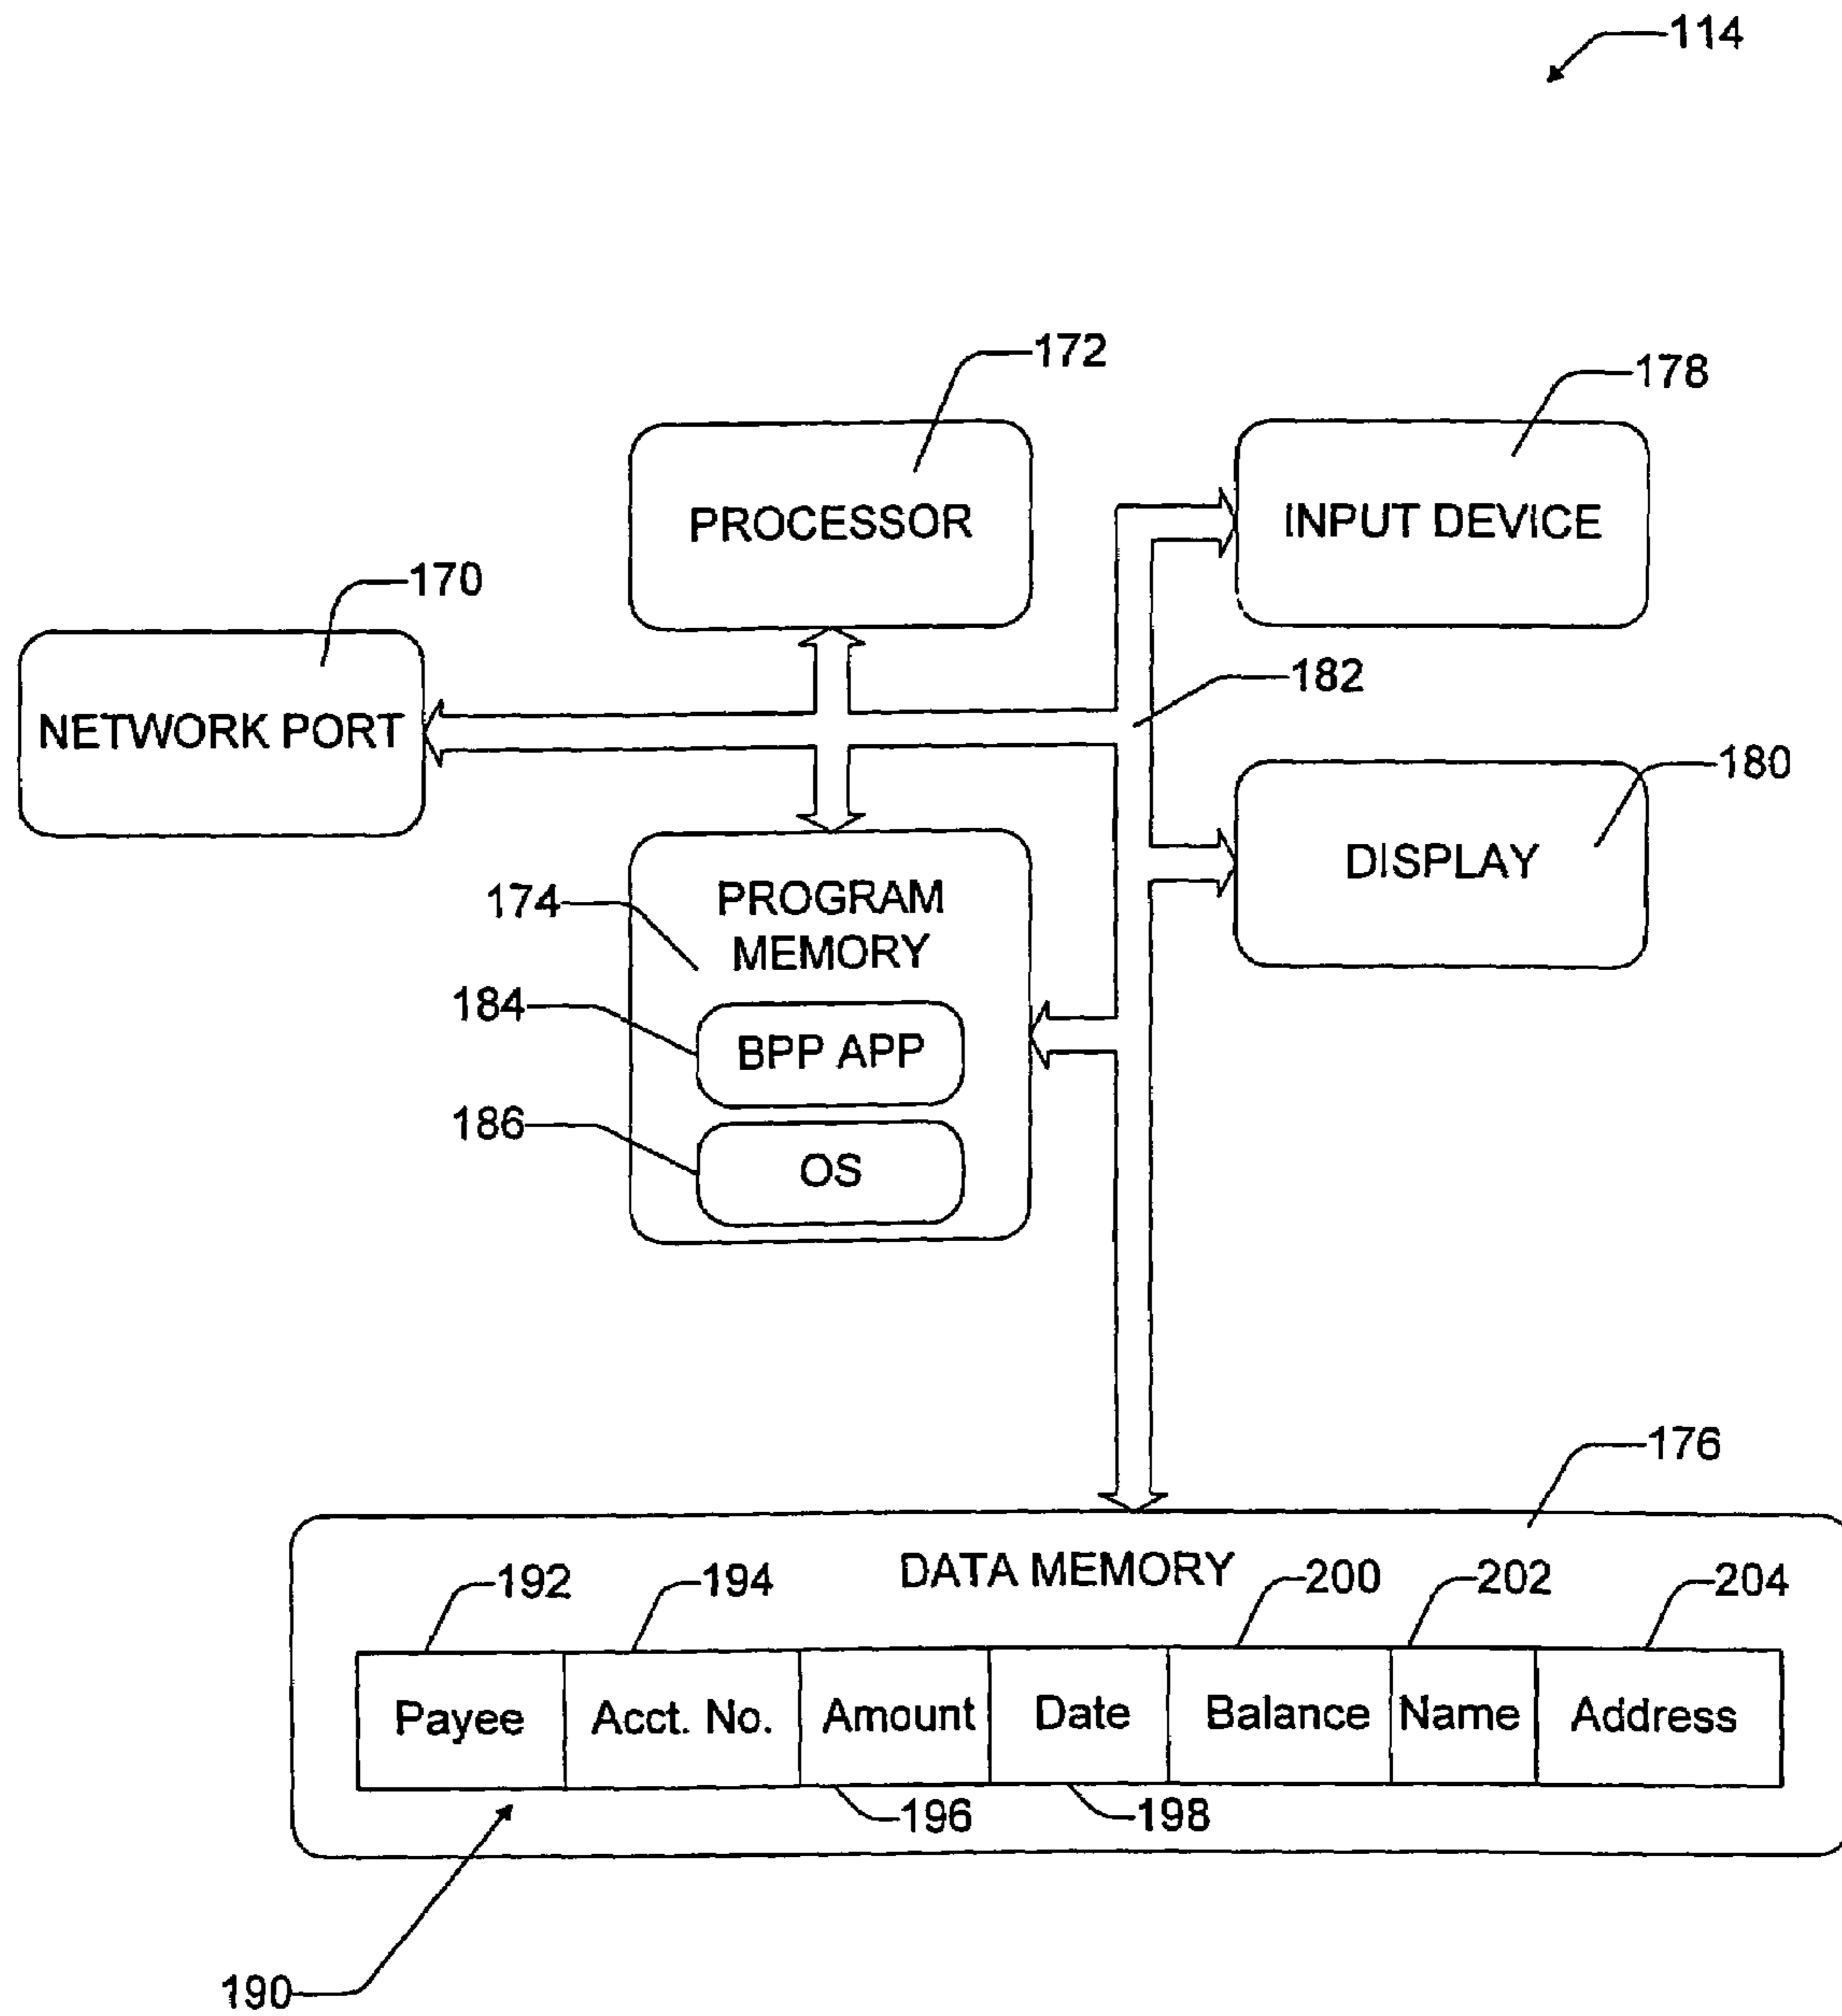 114
172
178
PROCESSOR
INPUT DEVICE
170
182
NETWORK PORT
180
DISPLAY
174
PROGRAM
MEMORY
184
BPP APP
186
OS
176
DATA MEMORY
192
194
200
202
204
Payee
Acct. No.
Amount
Date
Balance
Name
Address
196
198
190